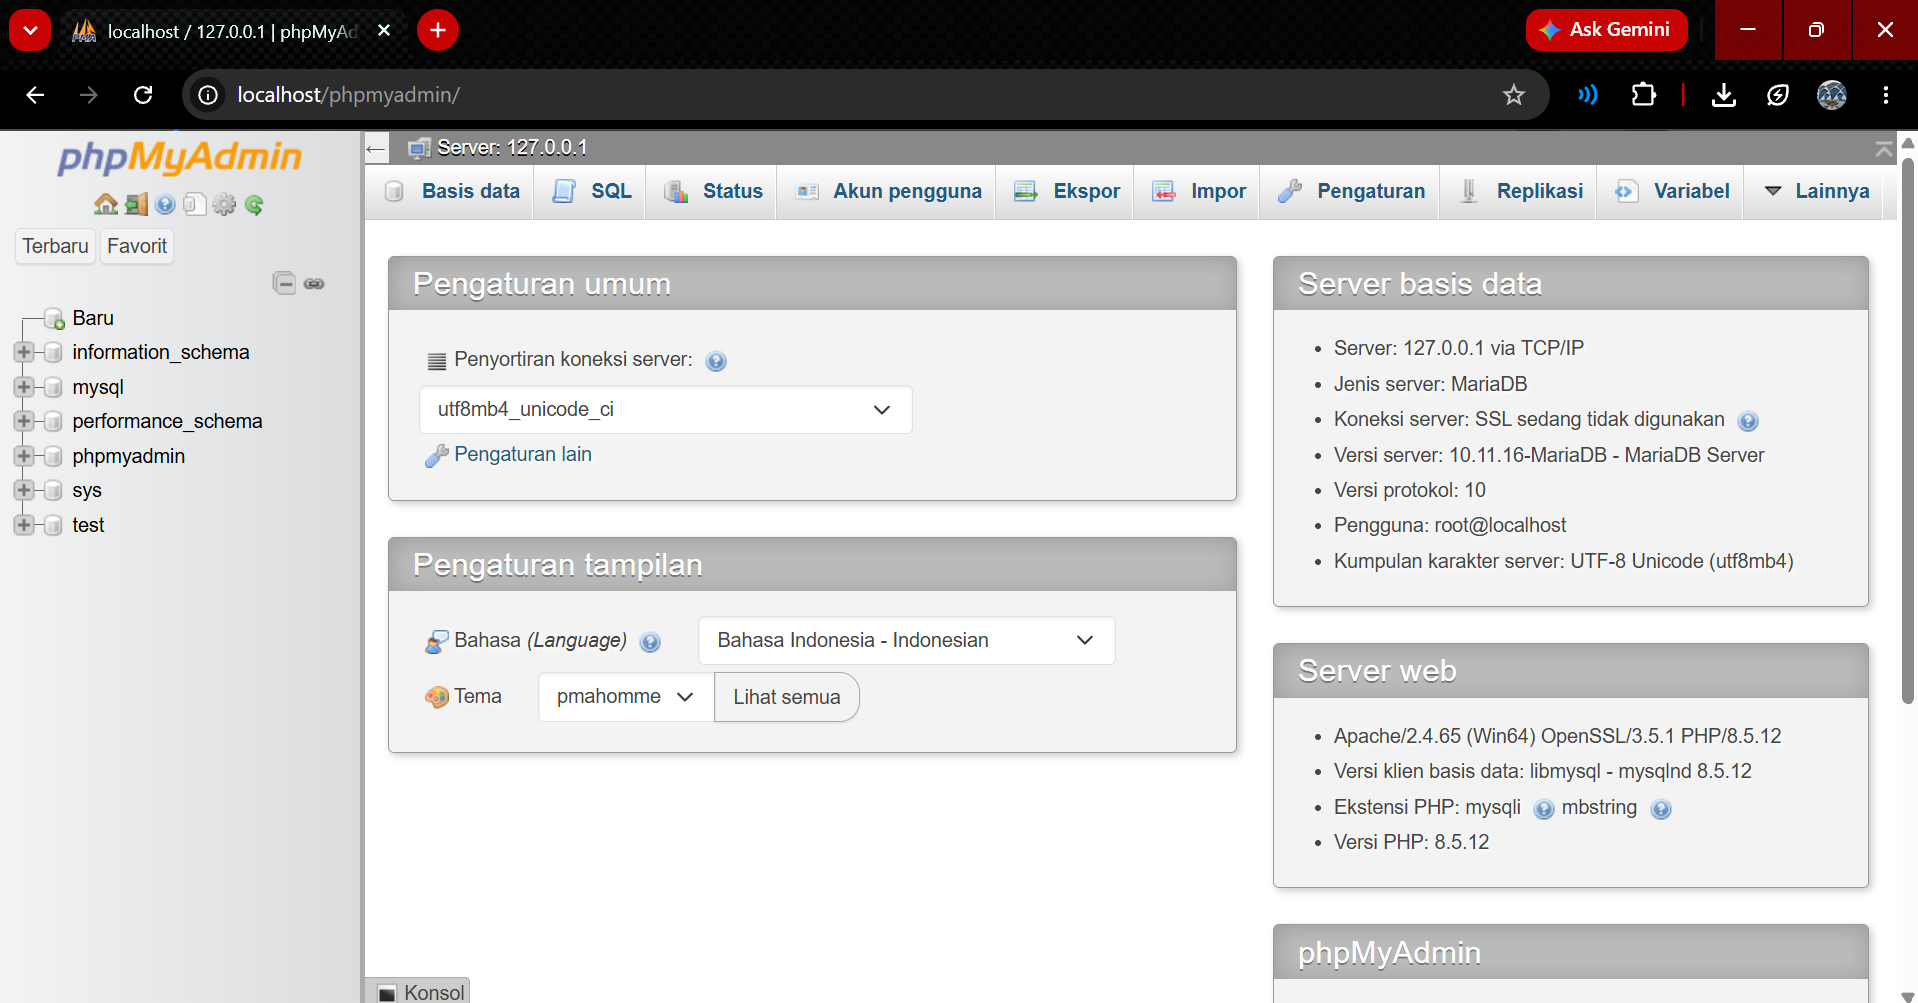 localhost / 127.0.0.1 | phpMyAd
Ask Gemini
localhost/phpmyadmin/
phpMyAdmin
Terbaru
Favorit
Baru
information_schema
mysql
performance_schema
phpmyadmin
sys
test
Server: 127.0.0.1
Basis data
SQL
Status
Akun pengguna
Ekspor
Impor
Pengaturan
Replikasi
Variabel
Lainnya
Pengaturan umum
Penyortiran koneksi server:
utf8mb4_unicode_ci
Pengaturan lain
Pengaturan tampilan
Bahasa (Language)
Bahasa Indonesia - Indonesian
Tema
pmahomme
Lihat semua
Server basis data
Server: 127.0.0.1 via TCP/IP
Jenis server: MariaDB
Koneksi server: SSL sedang tidak digunakan
Versi server: 10.11.16-MariaDB - MariaDB Server
Versi protokol: 10
Pengguna: root@localhost
Kumpulan karakter server: UTF-8 Unicode (utf8mb4)
Server web
Apache/2.4.65 (Win64) OpenSSL/3.5.1 PHP/8.5.12
Versi klien basis data: libmysql - mysqlnd 8.5.12
Ekstensi PHP: mysqli mbstring
Versi PHP: 8.5.12
phpMyAdmin
Konsol